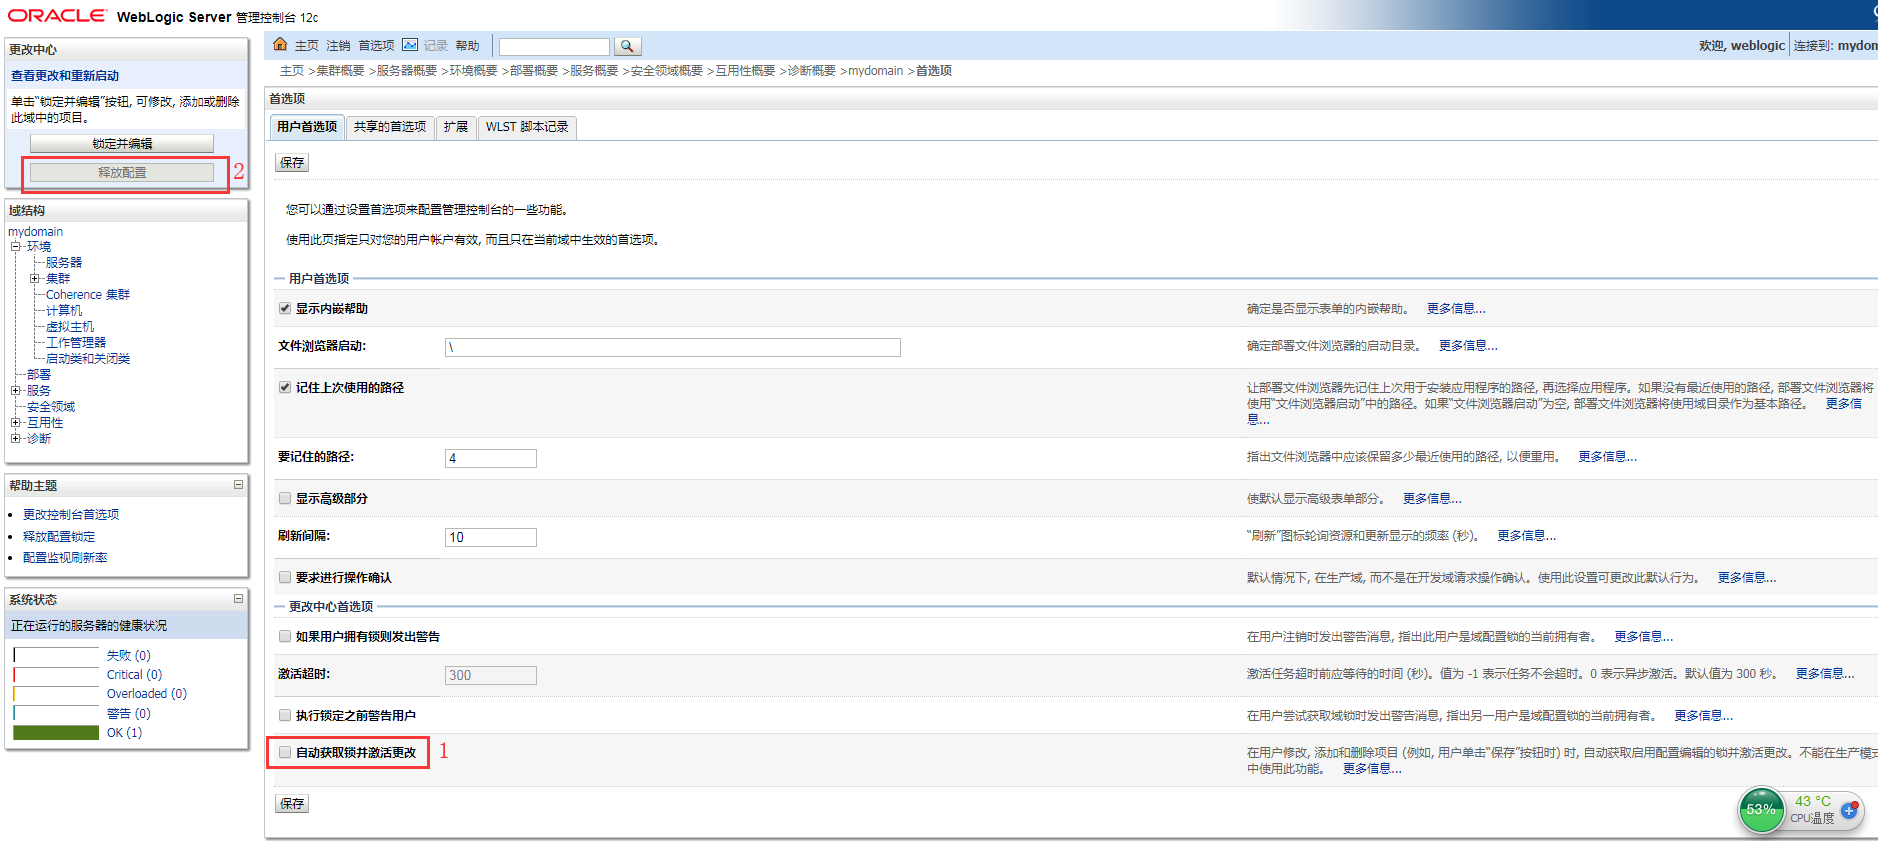 ORACLE WebLogic Server 管理控制台 12c
更改中心
查看更改和重新启动
单击“锁定并编辑”按钮, 可修改, 添加或删除
此域中的项目。
锁定并编辑
释放配置
2
域结构
mydomain
环境
服务器
集群
Coherence 集群
计算机
虚拟主机
工作管理器
启动类和关闭类
部署
服务
安全领域
互用性
诊断
帮助主题
更改控制台首选项
释放配置锁定
配置监视刷新率
系统状态
正在运行的服务器的健康状况
失败 (0)
Critical (0)
Overloaded (0)
警告 (0)
OK (1)
主页 注销 首选项 记录 帮助
欢迎, weblogic 连接到: mydom
主页 >集群概要 >服务器概要 >环境概要 >部署概要 >服务概要 >安全领域概要 >互用性概要 >诊断概要 >mydomain >首选项
首选项
用户首选项 共享的首选项 扩展 WLST 脚本记录
保存
您可以通过设置首选项来配置管理控制台的一些功能。
使用此页指定只对您的用户帐户有效, 而且只在当前域中生效的首选项。
用户首选项
显示内嵌帮助 确定是否显示表单的内嵌帮助。 更多信息...
文件浏览器启动: \ 确定部署文件浏览器的启动目录。 更多信息...
记住上次使用的路径 让部署文件浏览器先记住上次用于安装应用程序的路径, 再选择应用程序。如果没有最近使用的路径, 部署文件浏览器将
使用“文件浏览器启动”中的路径。如果“文件浏览器启动”为空, 部署文件浏览器将使用域目录作为基本路径。 更多信
息...
要记住的路径: 4 指出文件浏览器中应该保留多少最近使用的路径, 以便重用。 更多信息...
显示高级部分 使默认显示高级表单部分。 更多信息...
刷新间隔: 10 “刷新”图标轮询资源和更新显示的频率 (秒)。 更多信息...
要求进行操作确认 默认情况下, 在生产域, 而不是在开发域请求操作确认。使用此设置可更改此默认行为。 更多信息...
更改中心首选项
如果用户拥有锁则发出警告 在用户注销时发出警告消息, 指出此用户是域配置锁的当前拥有者。 更多信息...
激活超时: 300 激活任务超时前应等待的时间 (秒)。值为 -1 表示任务不会超时。0 表示异步激活。默认值为 300 秒。 更多信息...
执行锁定之前警告用户 在用户尝试获取域锁时发出警告消息, 指出另一用户是域配置锁的当前拥有者。 更多信息...
自动获取锁并激活更改 1 在用户修改, 添加和删除项目 (例如, 用户单击“保存”按钮时) 时, 自动获取启用配置编辑的锁并激活更改。不能在生产模式
中使用此功能。 更多信息...
保存
53% 43 °C
CPU温度